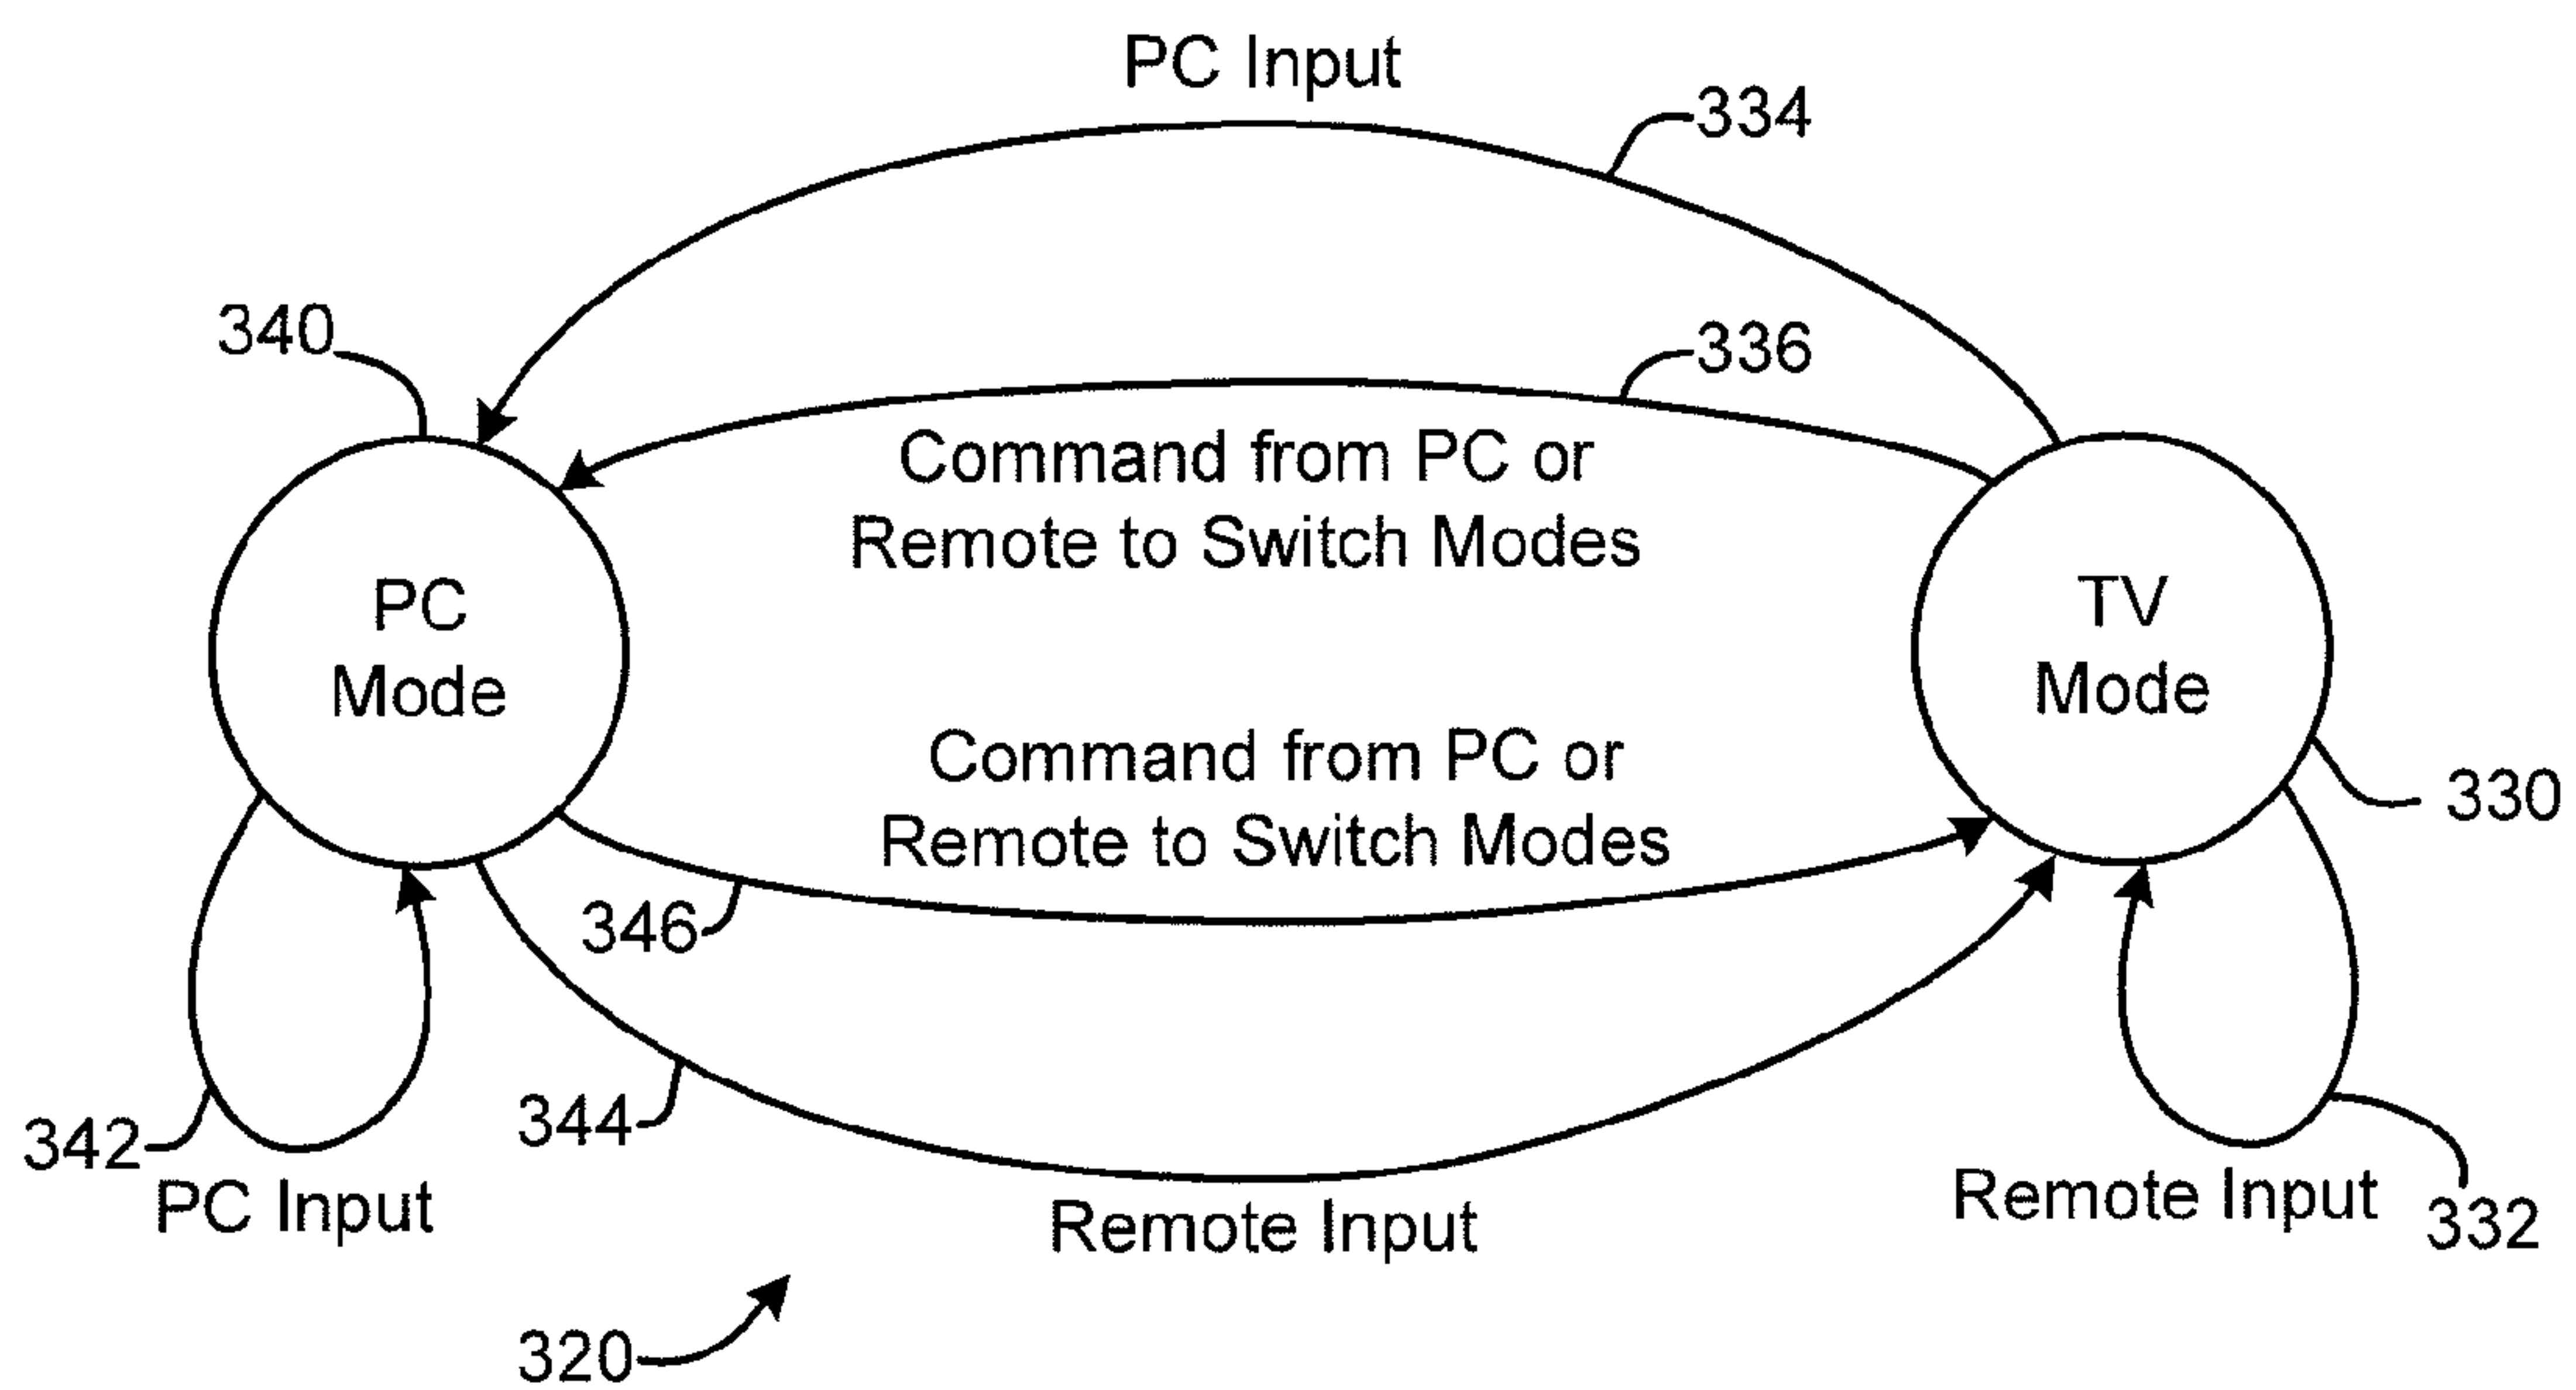 PC Input
334
340
336
Command from PC or
Remote to Switch Modes
PC
Mode
TV
Mode
Command from PC or
Remote to Switch Modes
330
346
344
342
PC Input
Remote Input
Remote Input
332
320